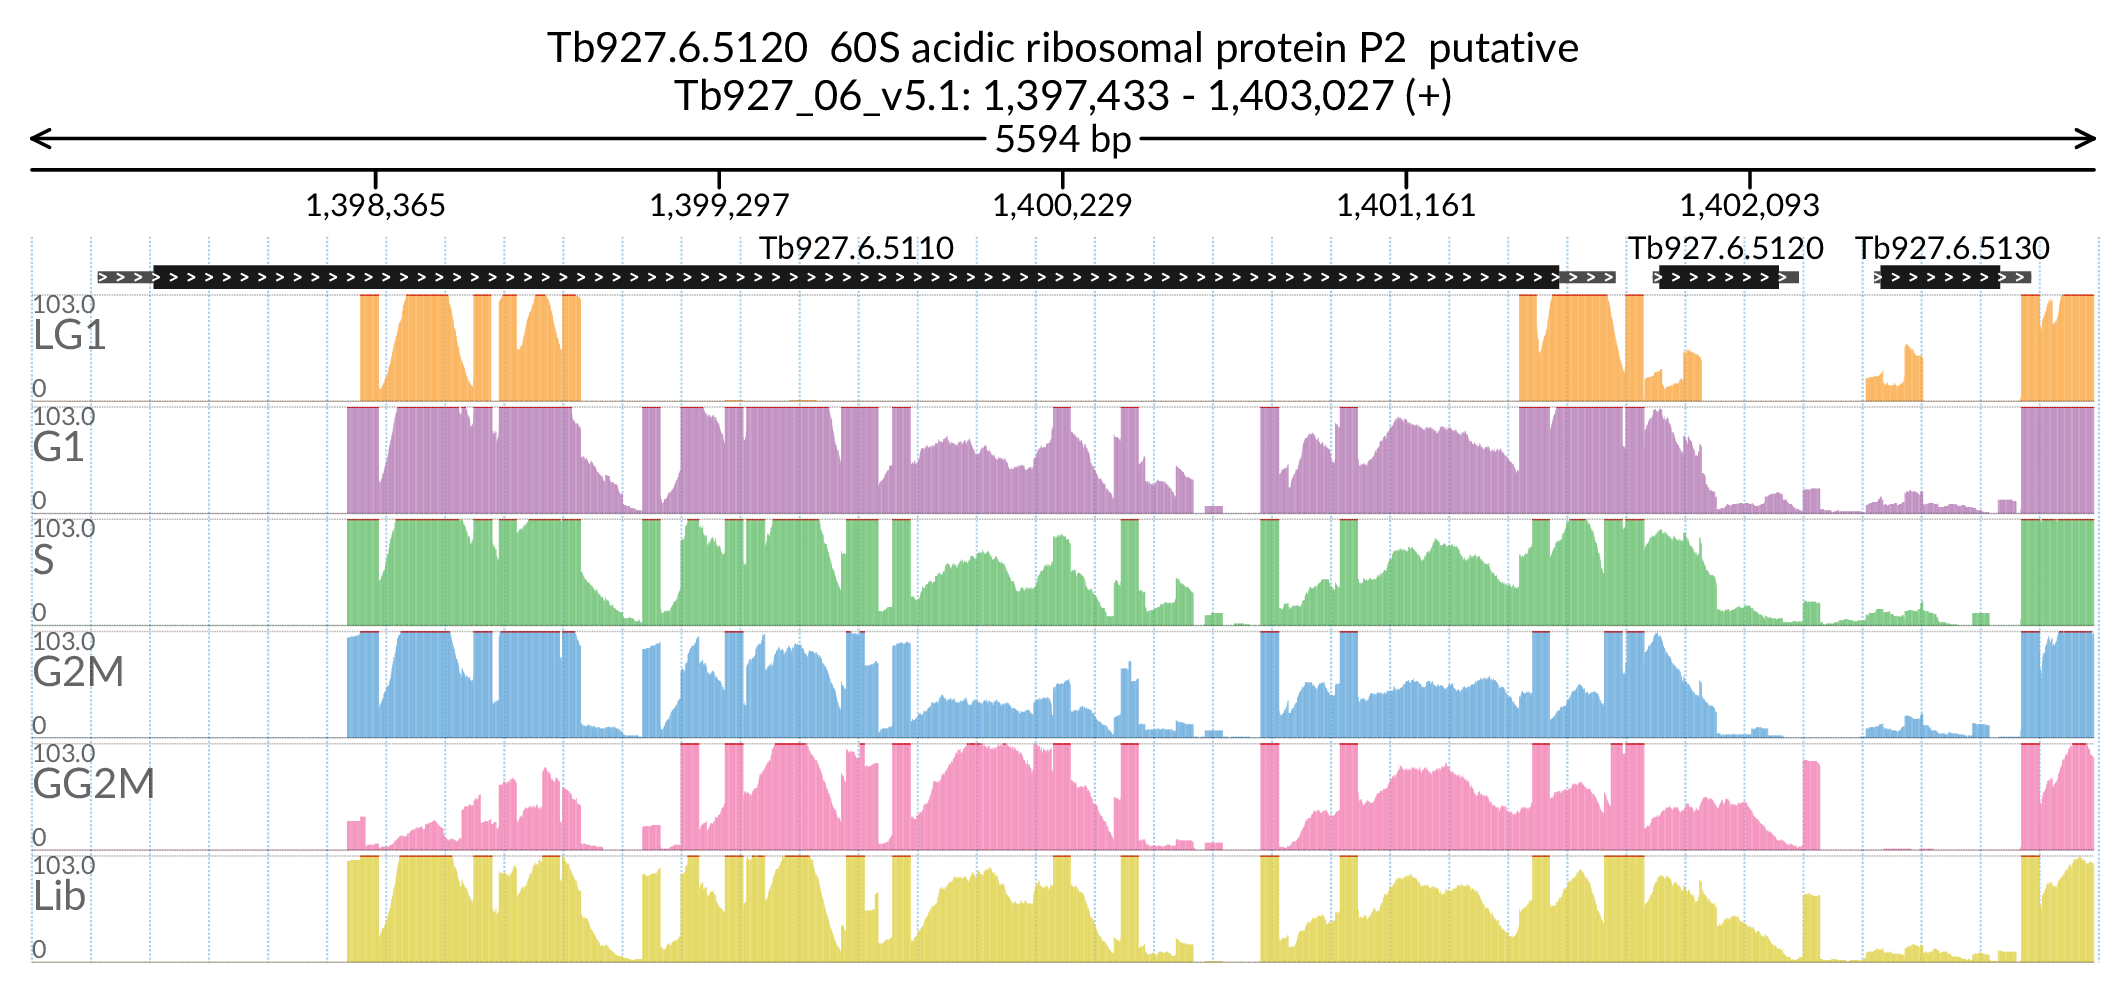 Tb927.6.5120  60S acidic ribosomal protein P2  putative
Tb927_06_v5.1: 1,397,433 - 1,403,027 (+)
5594 bp
1,398,365 1,399,297 1,400,229 1,401,161 1,402,093
Tb927.6.5110 Tb927.6.5120 Tb927.6.5130
103.0
LG1
0
103.0
G1
0
103.0
S
0
103.0
G2M
0
103.0
GG2M
0
103.0
Lib
0